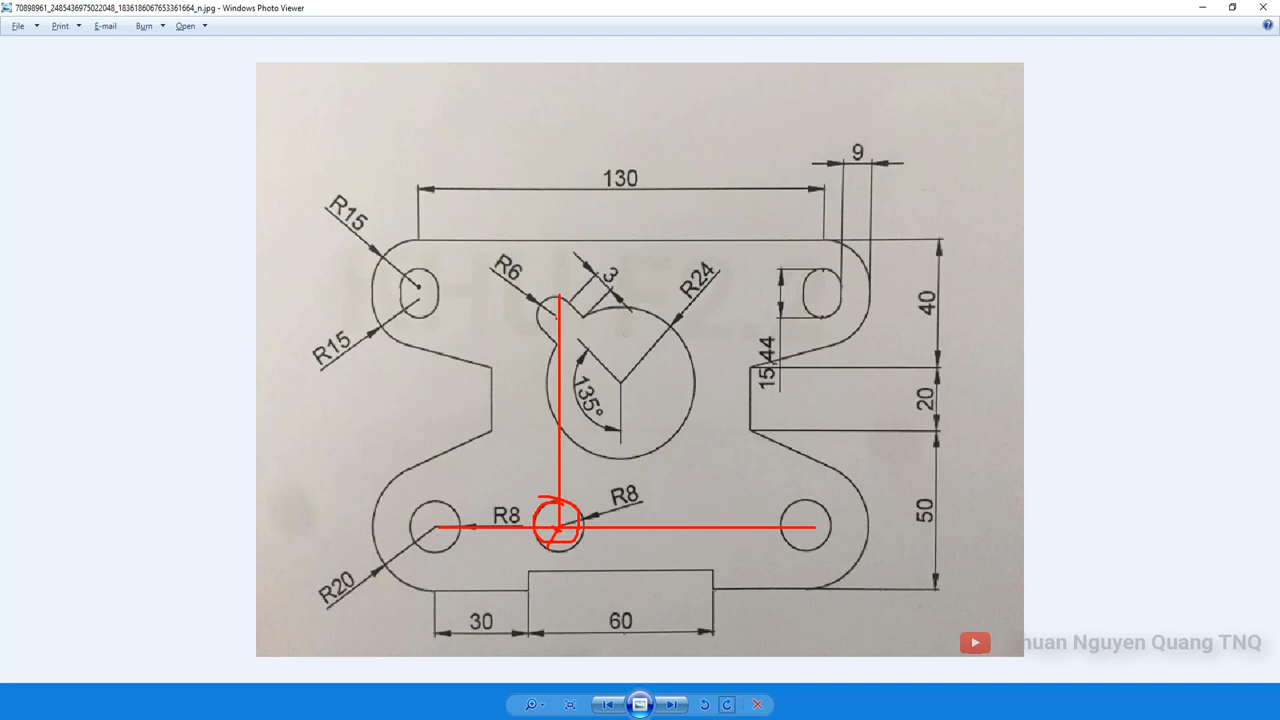 70898961_2485436975022048_1836186067653361664_n.jpg - Windows Photo Viewer
File Print E-mail Burn Open
9
130
R15
R6
3
R24
40
R15
15,44
135°
20
R8
R8
50
R20
30
60
huan Nguyen Quang TNQ